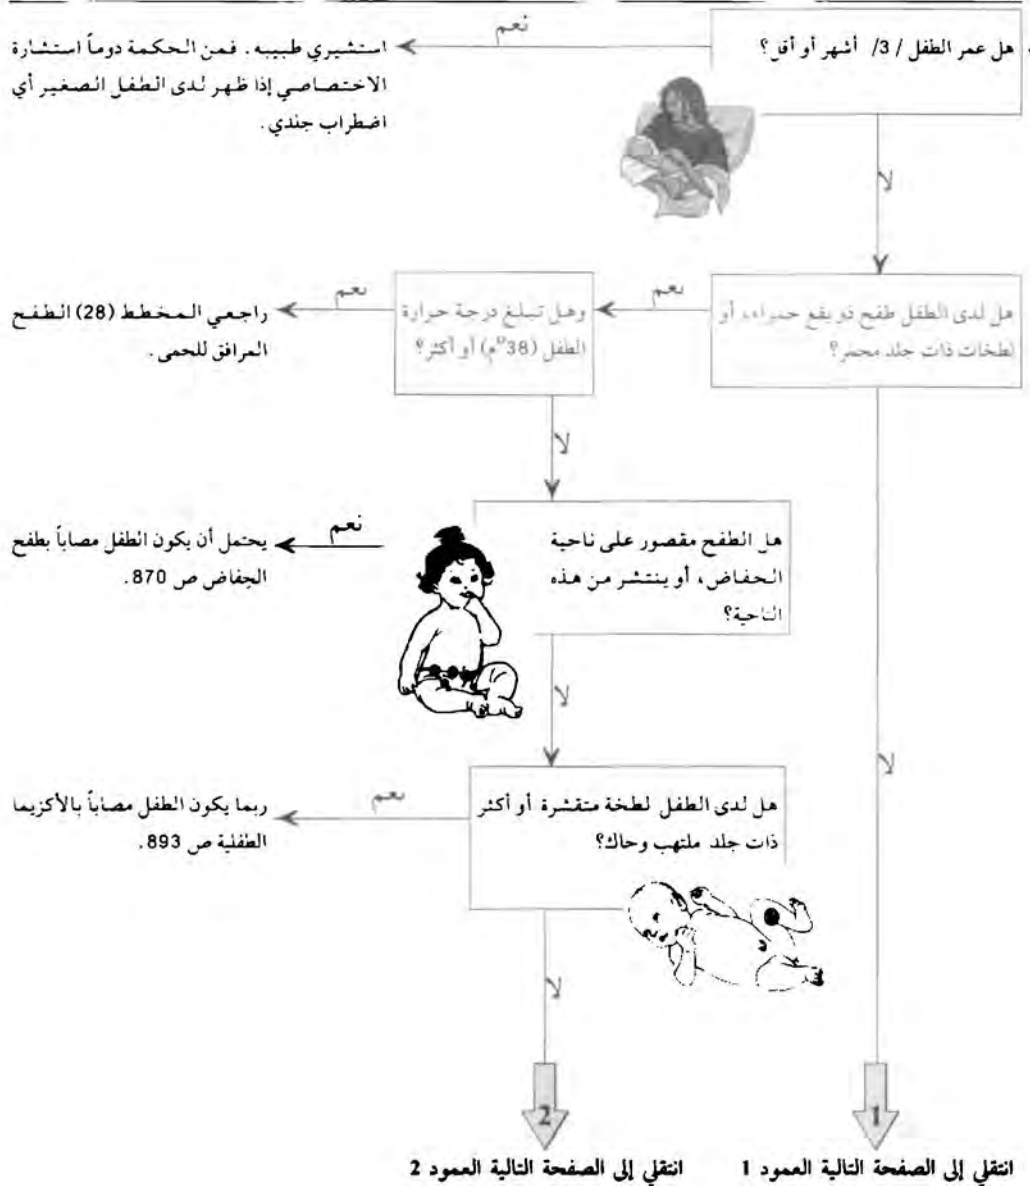 هل عمر الطفل /3/ أشهر أو أقل؟
نعم
استشيري طبيبه. فمن الحكمة دوماً استشارة
الاختصاصي إذا ظهر لدى الطفل الصغير أي
اضطراب جلدي.
لا
هل لدى الطفل طفح ذو بقع حمراء، أو
لطخات ذات جلد محمر؟
نعم
وهل تبلغ درجة حرارة
الطفل (38°م) أو أكثر؟
نعم
راجعي المخطط (28) الطفح
المرافق للحمى.
لا
هل الطفح مقصور على ناحية
الحفاض، أو ينتشر من هذه
الناحية؟
نعم
يحتمل أن يكون الطفل مصاباً بطفح
الحِفاض ص 870.
لا
لا
هل لدى الطفل لطخة متقشرة أو أكثر
ذات جلد ملتهب وحاك؟
نعم
ربما يكون الطفل مصاباً بالأكزيما
الطفلية ص 893.
لا
1
2
انتقلي إلى الصفحة التالية العمود 1
انتقلي إلى الصفحة التالية العمود 2